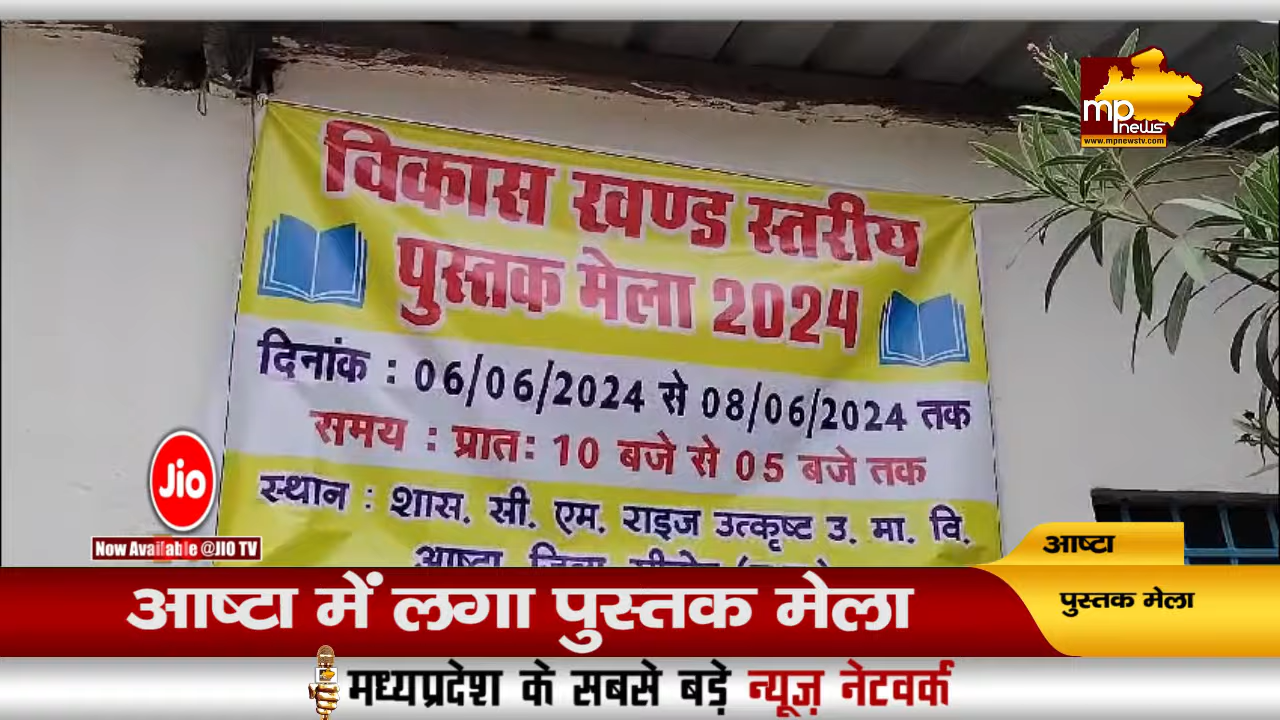 mp
news
www.mpnewstv.com
विकास खण्ड स्तरीय
पुस्तक मेला 2024
दिनांक : 06/06/2024 से 08/06/2024 तक
समय : प्रातः 10 बजे से 05 बजे तक
स्थान : शास. सी. एम. राइज उत्कृष्ट उ. मा. वि.
आष्टा जिला
Jio
Now Available @JIO TV
आष्टा
आष्टा में लगा पुस्तक मेला
पुस्तक मेला
मध्यप्रदेश के सबसे बड़े न्यूज़ नेटवर्क